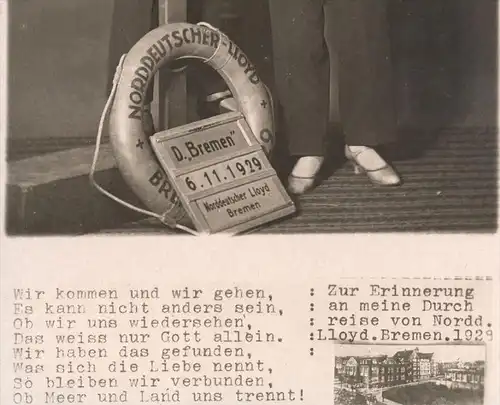 NORDDEUTSCHER-LLOYD
D. „Bremen"
6.11.1929
Norddeutscher Lloyd
Bremen
Wir kommen und wir gehen,
Es kann nicht anders sein,
Ob wir uns wiedersehen,
Das weiss nur Gott allein.
Wir haben das gefunden,
Was sich die Liebe nennt,
So bleiben wir verbunden,
Ob Meer und Land uns trennt!
: Zur Erinnerung
: an meine Durch
: reise von Nordd.
:Lloyd.Bremen.1929
: